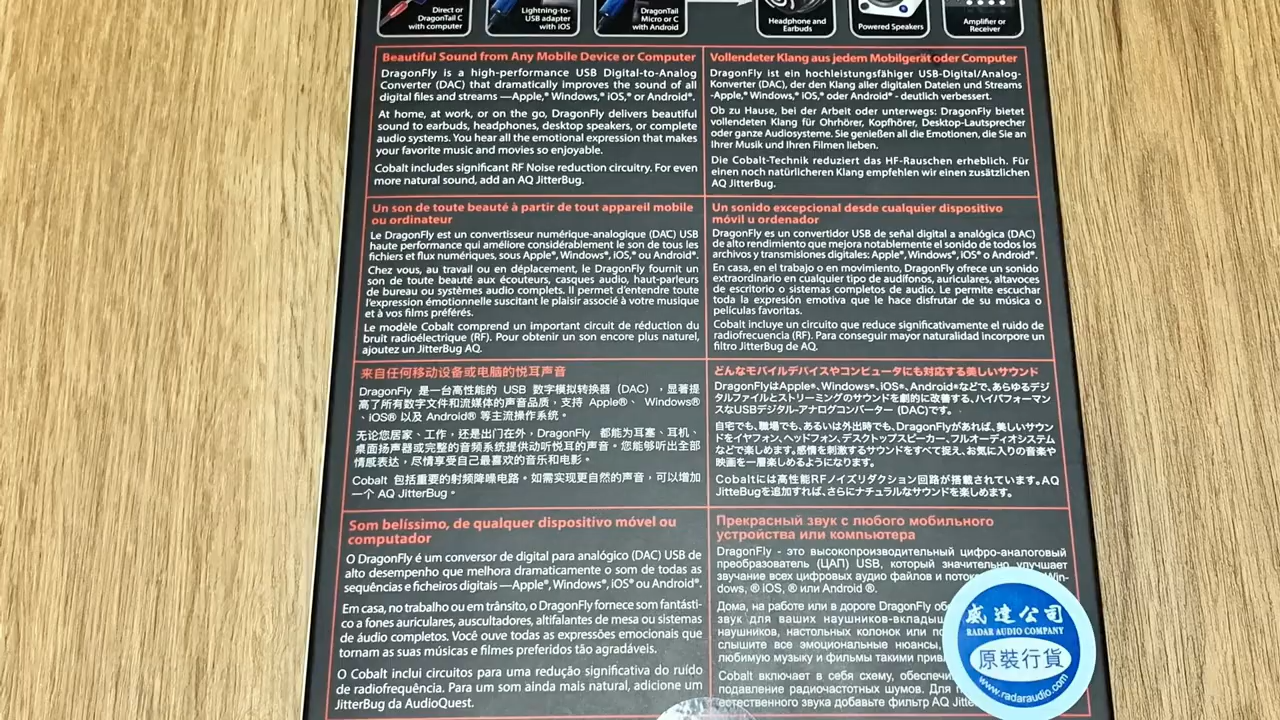 Direct or
DragonTail C
with computer
Lightning-to-
USB adapter
with iOS
DragonTail
Micro or C
with Android
Headphone and
Earbuds
Powered Speakers
Amplifier or
Receiver
Beautiful Sound from Any Mobile Device or Computer
DragonFly is a high-performance USB Digital-to-Analog
Converter (DAC) that dramatically improves the sound of all
digital files and streams —Apple,® Windows,® iOS,® or Android®.
At home, at work, or on the go, DragonFly delivers beautiful
sound to earbuds, headphones, desktop speakers, or complete
audio systems. You hear all the emotional expression that makes
your favorite music and movies so enjoyable.
Cobalt includes significant RF Noise reduction circuitry. For even
more natural sound, add an AQ JitterBug.
Vollendeter Klang aus jedem Mobilgerät oder Computer
DragonFly ist ein hochleistungsfähiger USB-Digital/Analog-
Konverter (DAC), der den Klang aller digitalen Dateien und Streams
-Apple,® Windows,® iOS,® oder Android® - deutlich verbessert.
Ob zu Hause, bei der Arbeit oder unterwegs: DragonFly bietet
vollendeten Klang für Ohrhörer, Kopfhörer, Desktop-Lautsprecher
oder ganze Audiosysteme. Sie genießen all die Emotionen, die Sie an
Ihrer Musik und Ihren Filmen lieben.
Die Cobalt-Technik reduziert das HF-Rauschen erheblich. Für
einen noch natürlicheren Klang empfehlen wir einen zusätzlichen
AQ JitterBug.
Un son de toute beauté à partir de tout appareil mobile
ou ordinateur
Le DragonFly est un convertisseur numérique-analogique (DAC) USB
haute performance qui améliore considérablement le son de tous les
fichiers et flux numériques, sous Apple®, Windows®, iOS®, ou Android®.
Chez vous, au travail ou en déplacement, le DragonFly fournit un
son de toute beauté aux écouteurs, casques audio, haut-parleurs
de bureau ou systèmes audio complets. Il permet d'entendre toute
l'expression émotionnelle suscitant le plaisir associé à votre musique
et à vos films préférés.
Le modèle Cobalt comprend un important circuit de réduction du
bruit radioélectrique (RF). Pour obtenir un son encore plus naturel,
ajoutez un JitterBug AQ.
Un sonido excepcional desde cualquier dispositivo
móvil u ordenador
DragonFly es un convertidor USB de señal digital a analógica (DAC)
de alto rendimiento que mejora notablemente el sonido de todos los
archivos y transmisiones digitales: Apple®, Windows®, iOS® o Android®.
En casa, en el trabajo o en movimiento, DragonFly ofrece un sonido
extraordinario en cualquier tipo de audífonos, auriculares, altavoces
de escritorio o sistemas completos de audio. Le permite escuchar
toda la expresión emotiva que le hace disfrutar de su música o
películas favoritas.
Cobalt incluye un circuito que reduce significativamente el ruido de
radiofrecuencia (RF). Para conseguir mayor naturalidad incorpore un
filtro JitterBug de AQ.
来自任何移动设备或电脑的悦耳声音
DragonFly 是一台高性能的 USB 数字模拟转换器（DAC），显著提
高了所有数字文件和流媒体的声音品质，支持 Apple®、 Windows®
、iOS® 以及 Android® 等主流操作系统。
无论您居家、工作，还是出门在外，DragonFly 都能为耳塞、耳机、
桌面扬声器或完整的音频系统提供动听悦耳的声音。您能够听出全部
情感表达，尽情享受自己最喜欢的音乐和电影。
Cobalt 包括重要的射频降噪电路。如需实现更自然的声音，可以增加
一个 AQ JitterBug。
どんなモバイルデバイスやコンピュータにも対応する美しいサウンド
DragonFlyはApple®、Windows®、iOS®、Android®などで、あらゆるデジ
タルファイルとストリーミングのサウンドを劇的に改善する、ハイパフォーマン
スなUSBデジタル-アナログコンバーター (DAC)です。
自宅でも、職場でも、あるいは外出時でも、DragonFlyがあれば、美しいサウン
ドをイヤフォン、ヘッドフォン、デスクトップスピーカー、フルオーディオシステム
などで楽しめます。感情を刺激するサウンドをすべて捉え、お気に入りの音楽や
映画を一層楽しめるようになります。
Cobaltには高性能RFノイズリダクション回路が搭載されています。AQ
JitteBugを追加すれば、さらにナチュラルなサウンドを楽しめます。
Som belíssimo, de qualquer dispositivo móvel ou
computador
O DragonFly é um conversor de digital para analógico (DAC) USB de
alto desempenho que melhora dramaticamente o som de todas as
sequências e ficheiros digitais —Apple®, Windows®, iOS® ou Android®.
Em casa, no trabalho ou em trânsito, o DragonFly fornece som fantásti-
co a fones auriculares, auscultadores, altifalantes de mesa ou sistemas
de áudio completos. Você ouve todas as expressões emocionais que
tornam as suas músicas e filmes preferidos tão agradáveis.
O Cobalt inclui circuitos para uma redução significativa do ruído
de radiofrequência. Para um som ainda mais natural, adicione um
JitterBug da AudioQuest.
Прекрасный звук с любого мобильного
устройства или компьютера
DragonFly - это высокопроизводительный цифро-аналоговый
преобразователь (ЦАП) USB, который значительно улучшает
звучание всех цифровых аудио файлов и поток Win-
dows, ® iOS, ® или Android ®.
Дома, на работе или в дороге DragonFly об
звук для ваших наушников-вклады
наушников, настольных колонок или по
слышите все эмоциональные нюансы,
любимую музыку и фильмы такими прив
Cobalt включает в себя схему, обеспечи
подавление радиочастотных шумов. Для
естественного звука добавьте фильтр AQ Jitte
威達公司
RADAR AUDIO COMPANY
原裝行貨
www.radaraudio.com